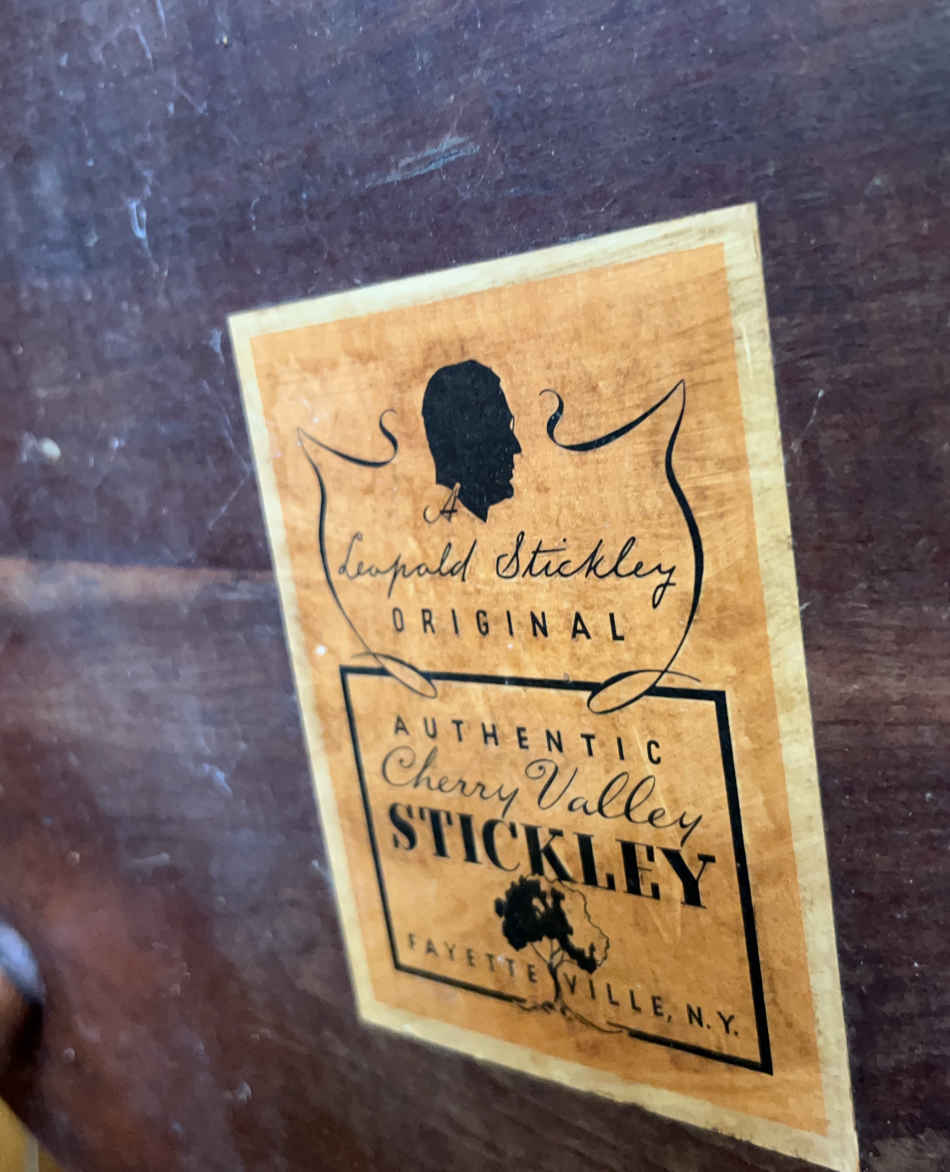 A
Leopold Stickley
ORIGINAL
AUTHENTIC
Cherry Valley
STICKLEY
FAYETTEVILLE, N.Y.